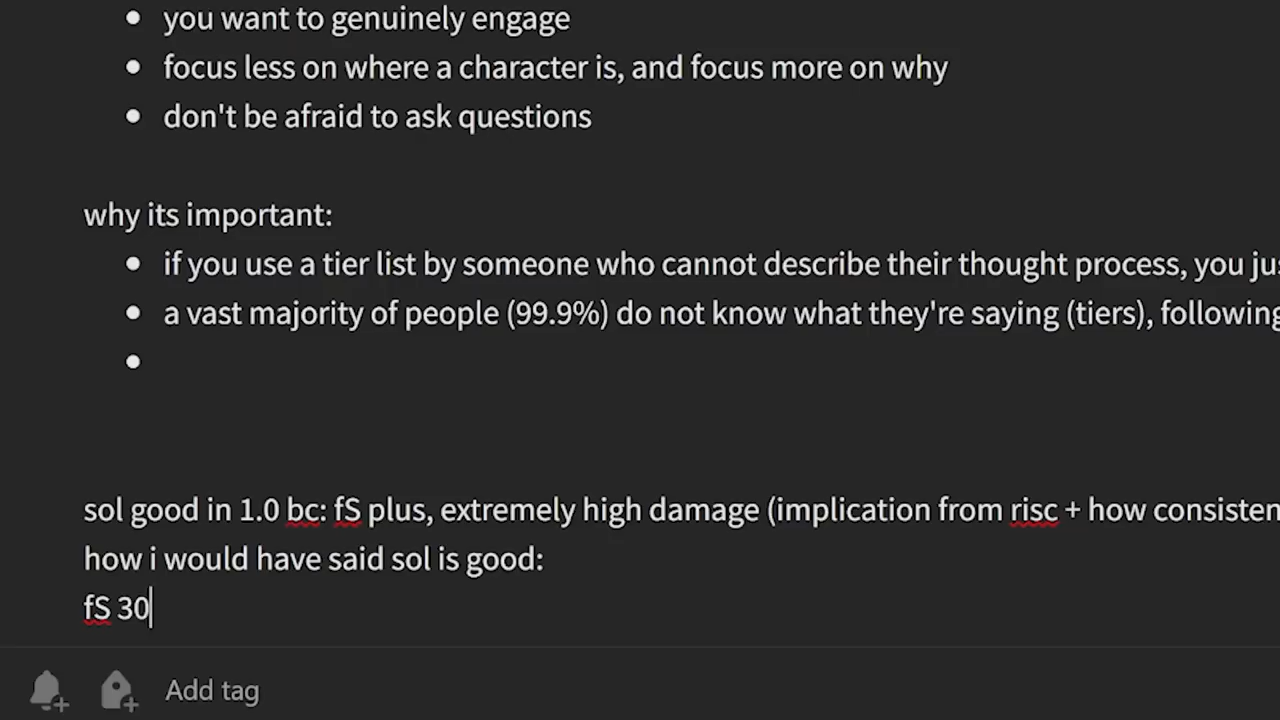 you want to genuinely engage
focus less on where a character is, and focus more on why
don't be afraid to ask questions
why its important:
if you use a tier list by someone who cannot describe their thought process, you
a vast majority of people (99.9%) do not know what they're saying (tiers), following
sol good in 1.0 bc: fS plus, extremely high damage (implication from risc + how
how i would have said sol is good:
fS 30
Add tag